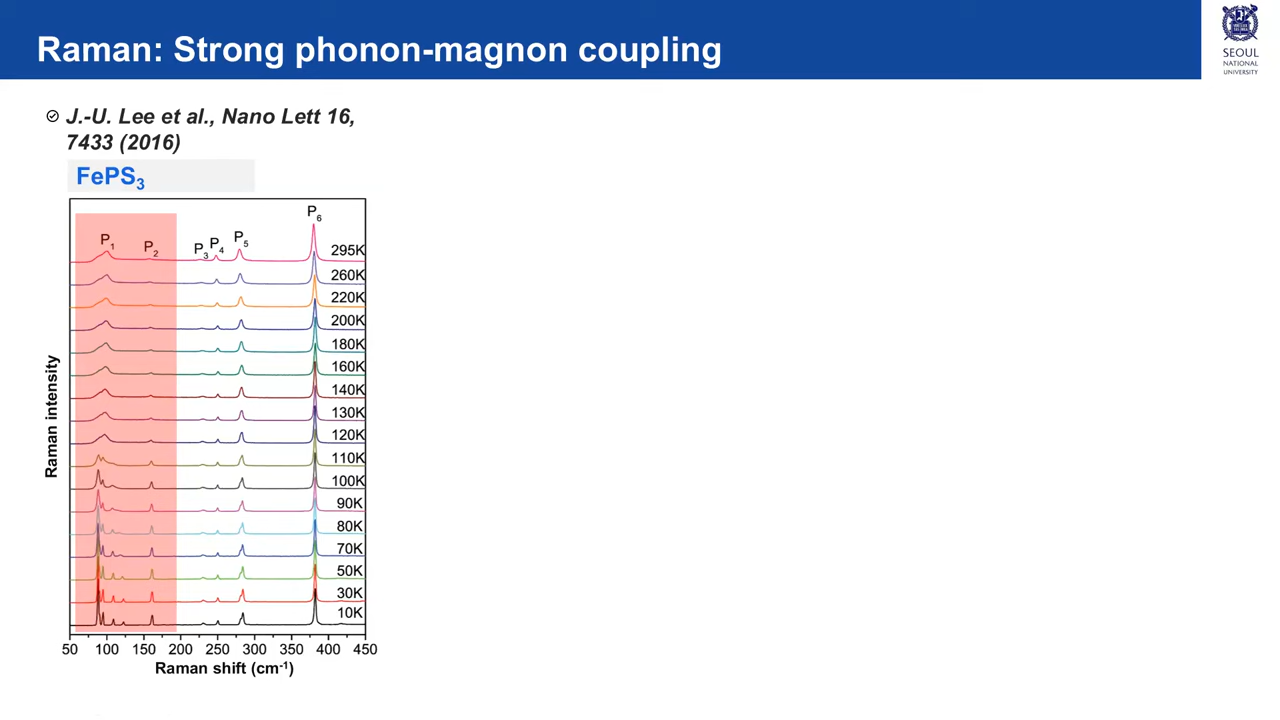 Raman: Strong phonon-magnon coupling
SEOUL
NATIONAL
UNIVERSITY
J.-U. Lee et al., Nano Lett 16,
7433 (2016)
FePS3
P1
P2
P3
P4
P5
P6
295K
260K
220K
200K
180K
160K
140K
130K
120K
110K
100K
90K
80K
70K
50K
30K
10K
Raman intensity
50 100 150 200 250 300 350 400 450
Raman shift (cm-1)